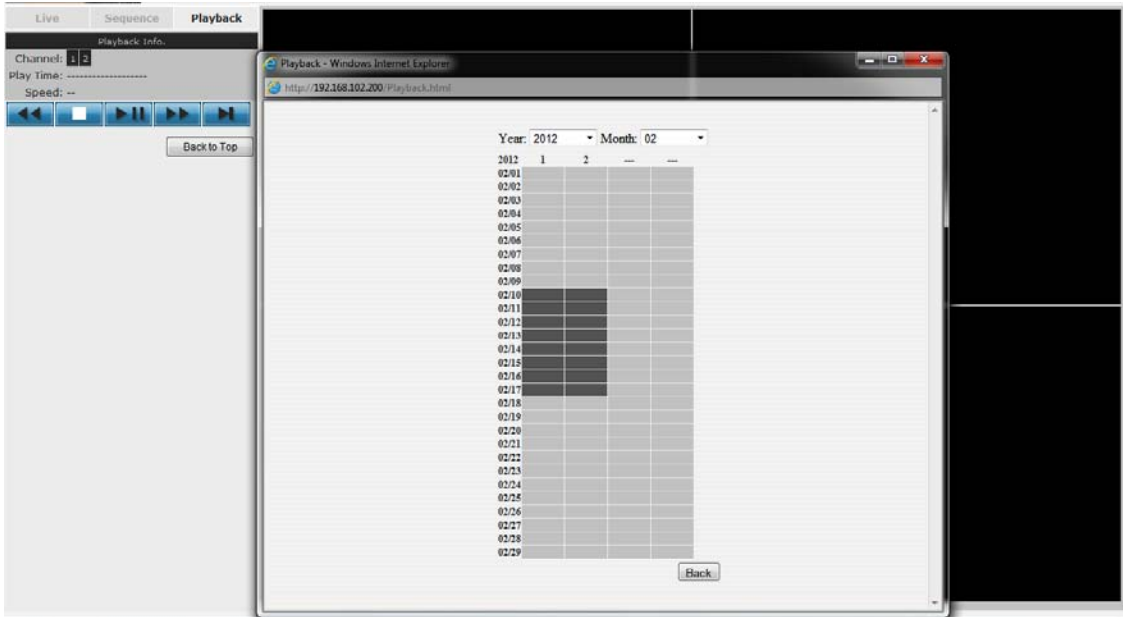 Live Sequence Playback
Playback Info.
Channel: 1 2
Play Time: -------------------
Speed: --
Back to Top
Playback - Windows Internet Explorer
http://192.168.102.200/Playback.html
Year: 2012 Month: 02
2012 1 2 --- ---
02/01
02/02
02/03
02/04
02/05
02/06
02/07
02/08
02/09
02/10
02/11
02/12
02/13
02/14
02/15
02/16
02/17
02/18
02/19
02/20
02/21
02/22
02/23
02/24
02/25
02/26
02/27
02/28
02/29
Back